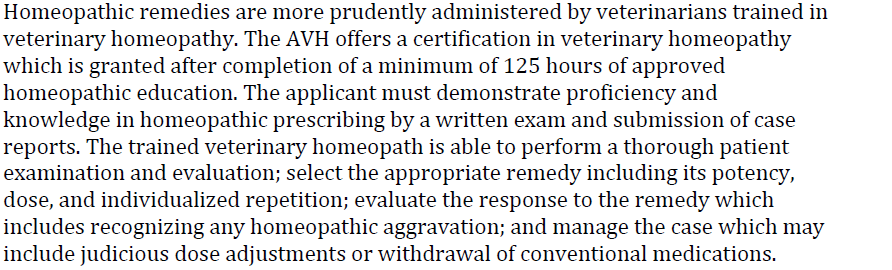 Homeopathic remedies are more prudently administered by veterinarians trained in
veterinary homeopathy. The AVH offers a certification in veterinary homeopathy
which is granted after completion of a minimum of 125 hours of approved
homeopathic education. The applicant must demonstrate proficiency and
knowledge in homeopathic prescribing by a written exam and submission of case
reports. The trained veterinary homeopath is able to perform a thorough patient
examination and evaluation; select the appropriate remedy including its potency,
dose, and individualized repetition; evaluate the response to the remedy which
includes recognizing any homeopathic aggravation; and manage the case which may
include judicious dose adjustments or withdrawal of conventional medications.